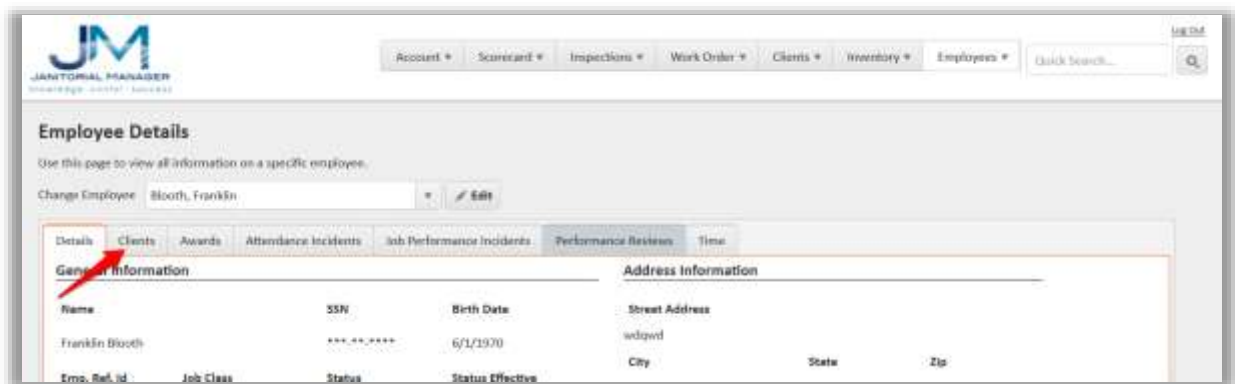 Log Out
JM
JANITORIAL MANAGER
Account Scorecard Inspections Work Order Clients Inventory Employees Quick Search...
Employee Details
Use this page to view all information on a specific employee.
Change Employee Blooth, Franklin Edit
Details Clients Awards Attendance Incidents Job Performance Incidents Performance Reviews Time
General Information Address Information
Name SSN Birth Date Street Address
Franklin Blooth ***-**-**** 6/1/1970 wdqwd
City State Zip
Emp. Ref. Id Job Class Status Status Effective